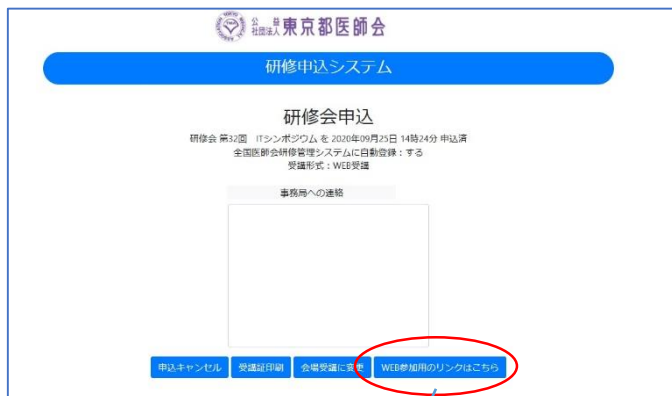 公益社団法人 東京都医師会
研修申込システム
研修会申込
研修会 第32回 ITシンポジウム を 2020年09月25日 14時24分 申込済
全国医師会研修管理システムに自動登録：する
受講形式：WEB受講
事務局への連絡
申込キャンセル 受講証印刷 会場受講に変更 WEB参加用のリンクはこちら